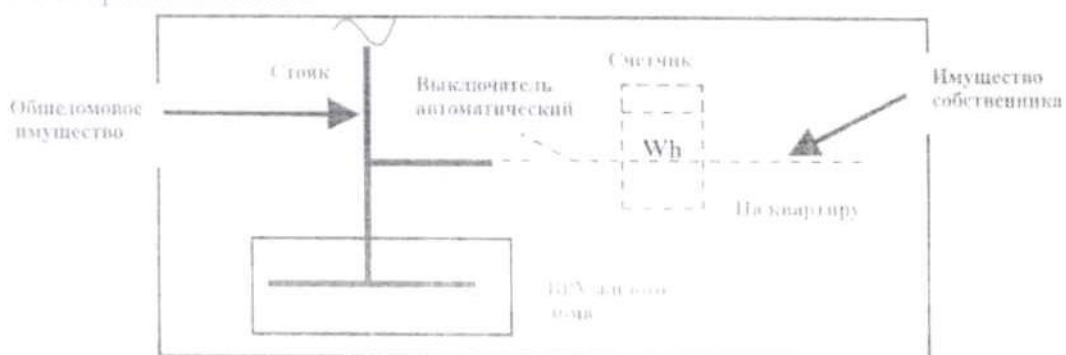 Стояк
Счетчик
Выключатель
автоматический
Имущество
собственника
Общедомовое
имущество
Wh
На квартиру